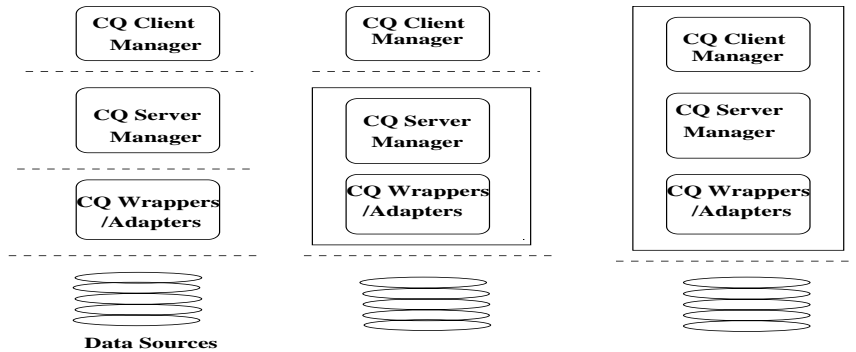 CQ Client
Manager
CQ Server
Manager
CQ Wrappers
/Adapters
Data Sources
CQ Client
Manager
CQ Server
Manager
CQ Wrappers
/Adapters
CQ Client
Manager
CQ Server
Manager
CQ Wrappers
/Adapters